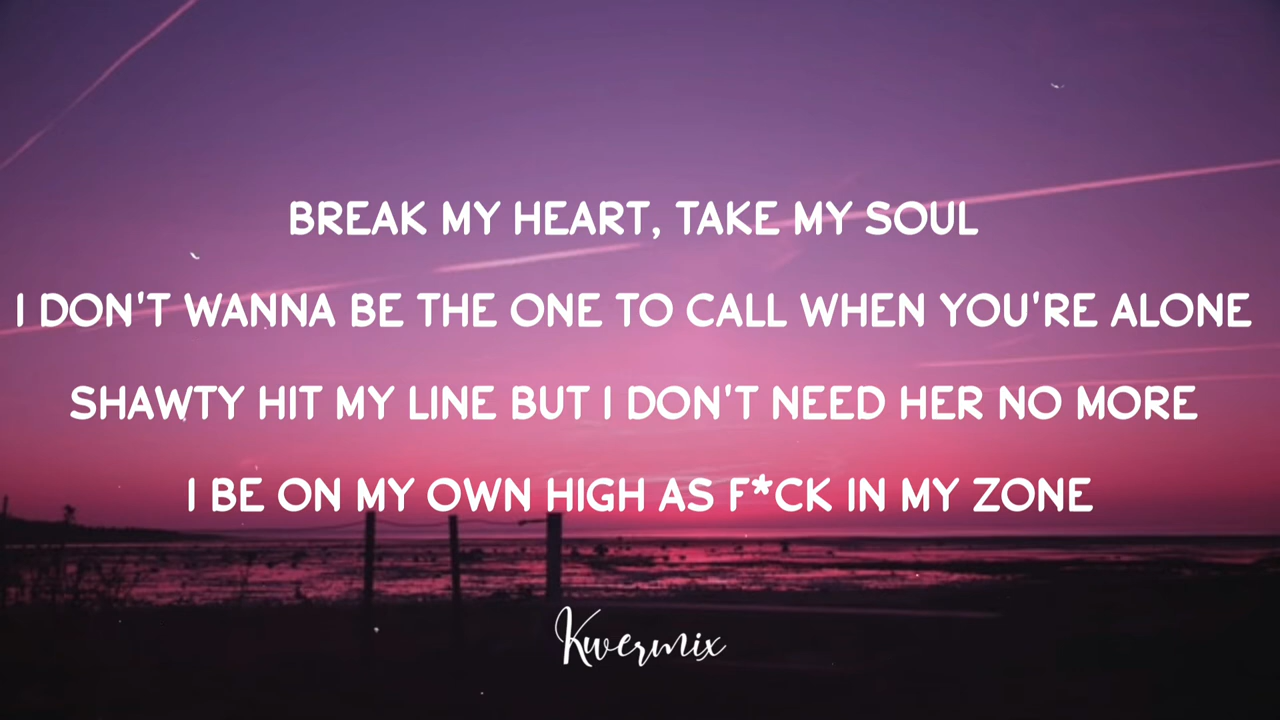 BREAK MY HEART, TAKE MY SOUL
I DON'T WANNA BE THE ONE TO CALL WHEN YOU'RE ALONE
SHAWTY HIT MY LINE BUT I DON'T NEED HER NO MORE
I BE ON MY OWN HIGH AS F*CK IN MY ZONE
Kwermix